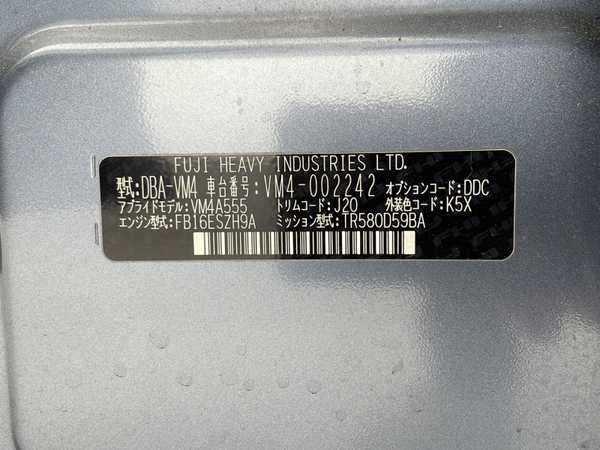 FUJI HEAVY INDUSTRIES LTD.
型式:DBA-VM4 車台番号:VM4-002242 オプションコード:DDC
アプライドモデル:VM4A555 トリムコード:J20 外装色コード:K5X
エンジン型式:FB16ESZH9A ミッション型式:TR580D59BA